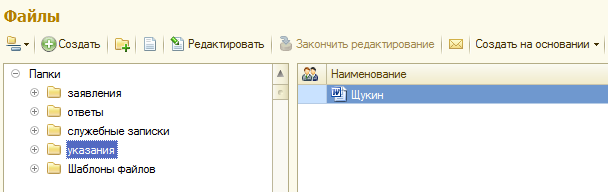 Файлы
Создать Редактировать Закончить редактирование Создать на основании
Папки
заявления
ответы
служебные записки
указания
Шаблоны файлов
Наименование
Щукин